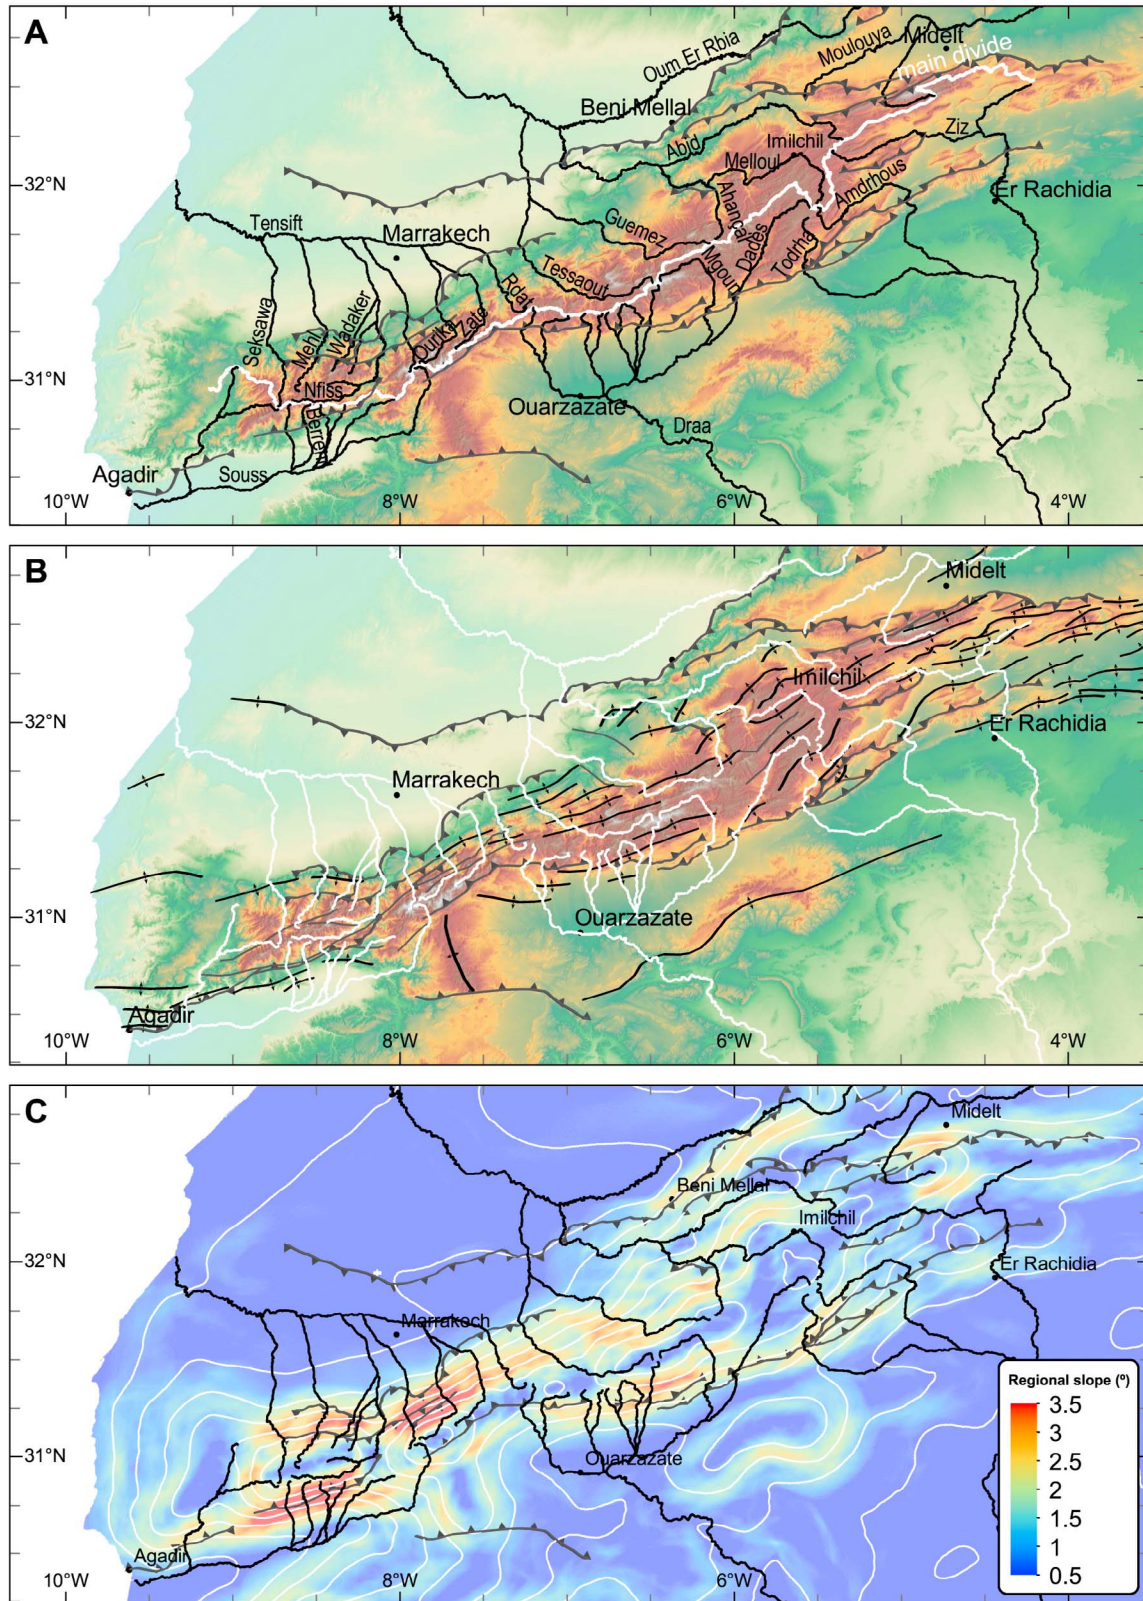 A
Midelt
Moulouya
Oum Er Rbia
main divide
Beni Mellal
Ziz
Imilchil
Abid
Melloul
32°N
Er Rachidia
Amdrhous
Ahançal
Tensift
Guemez
Marrakech
Dades
Todrha
Mgoun
Tessaout
Rdat
Seksawa
Mehl
Wadaker
Ourika
Zate
31°N
Nfiss
Ouarzazate
Berrem
Draa
Agadir
Souss
10°W
8°W
6°W
4°W
B
Midelt
Imilchil
32°N
Er Rachidia
Marrakech
31°N
Ouarzazate
Agadir
10°W
8°W
6°W
4°W
C
Midelt
Beni Mellal
Imilchil
32°N
Er Rachidia
Marrakech
Regional slope (º)
3.5
3
2.5
2
1.5
1
0.5
31°N
Ouarzazate
Agadir
10°W
8°W
6°W